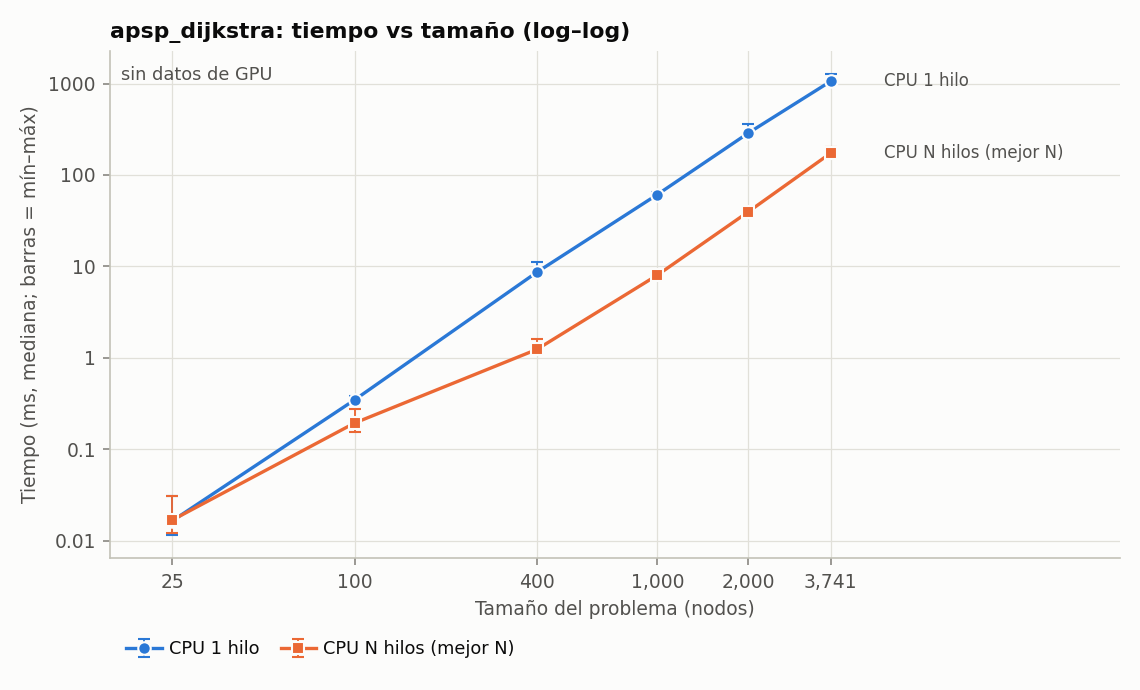 apsp_dijkstra: tiempo vs tamaño (log–log)
sin datos de GPU
Tiempo (ms, mediana; barras = mín–máx)
1000
100
10
1
0.1
0.01
CPU 1 hilo
CPU N hilos (mejor N)
25 100 400 1,000 2,000 3,741
Tamaño del problema (nodos)
CPU 1 hilo CPU N hilos (mejor N)